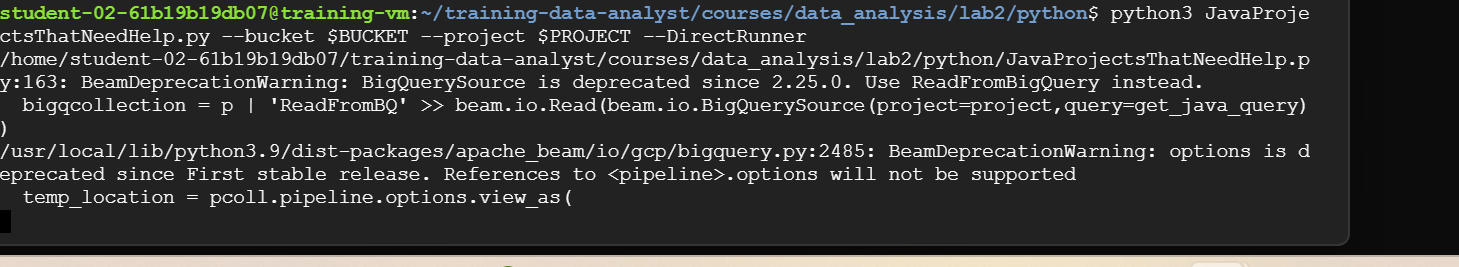 student-02-61b19b19db07@training-vm:~/training-data-analyst/courses/data_analysis/lab2/python$ python3 JavaProje
ctsThatNeedHelp.py --bucket $BUCKET --project $PROJECT --DirectRunner
/home/student-02-61b19b19db07/training-data-analyst/courses/data_analysis/lab2/python/JavaProjectsThatNeedHelp.p
y:163: BeamDeprecationWarning: BigQuerySource is deprecated since 2.25.0. Use ReadFromBigQuery instead.
  bigqcollection = p | 'ReadFromBQ' >> beam.io.Read(beam.io.BigQuerySource(project=project,query=get_java_query)
)
/usr/local/lib/python3.9/dist-packages/apache_beam/io/gcp/bigquery.py:2485: BeamDeprecationWarning: options is d
eprecated since First stable release. References to <pipeline>.options will not be supported
  temp_location = pcoll.pipeline.options.view_as(